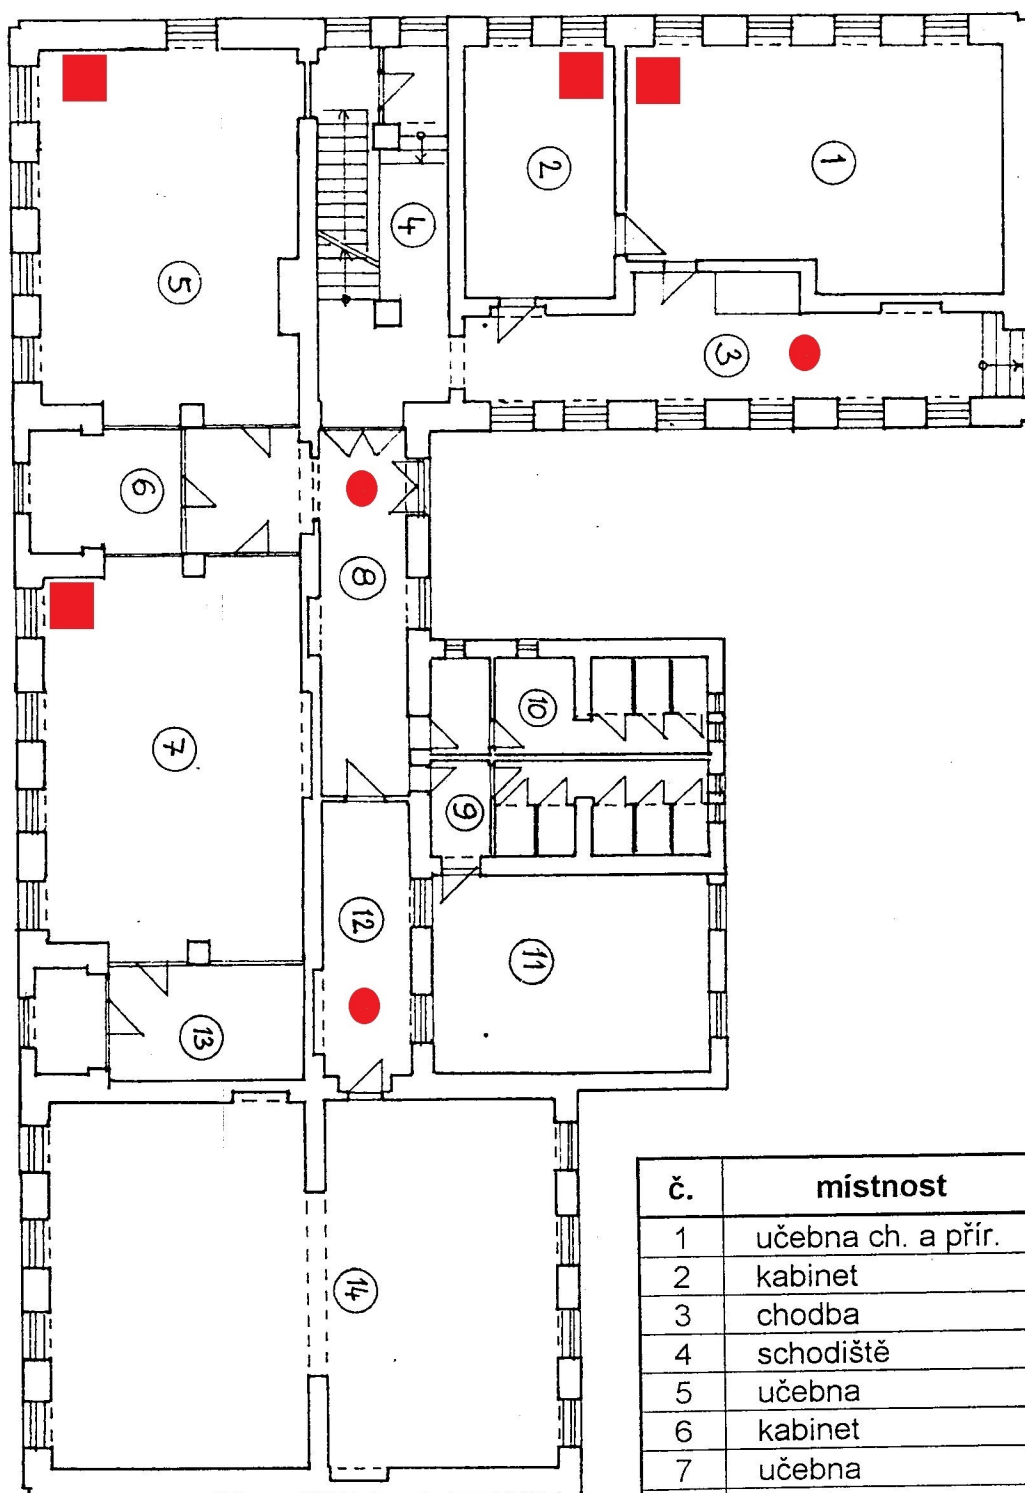 1
2
4
5
3
6
8
10
7
9
12
11
13
14
č. místnost
1 učebna ch. a přír.
2 kabinet
3 chodba
4 schodiště
5 učebna
6 kabinet
7 učebna